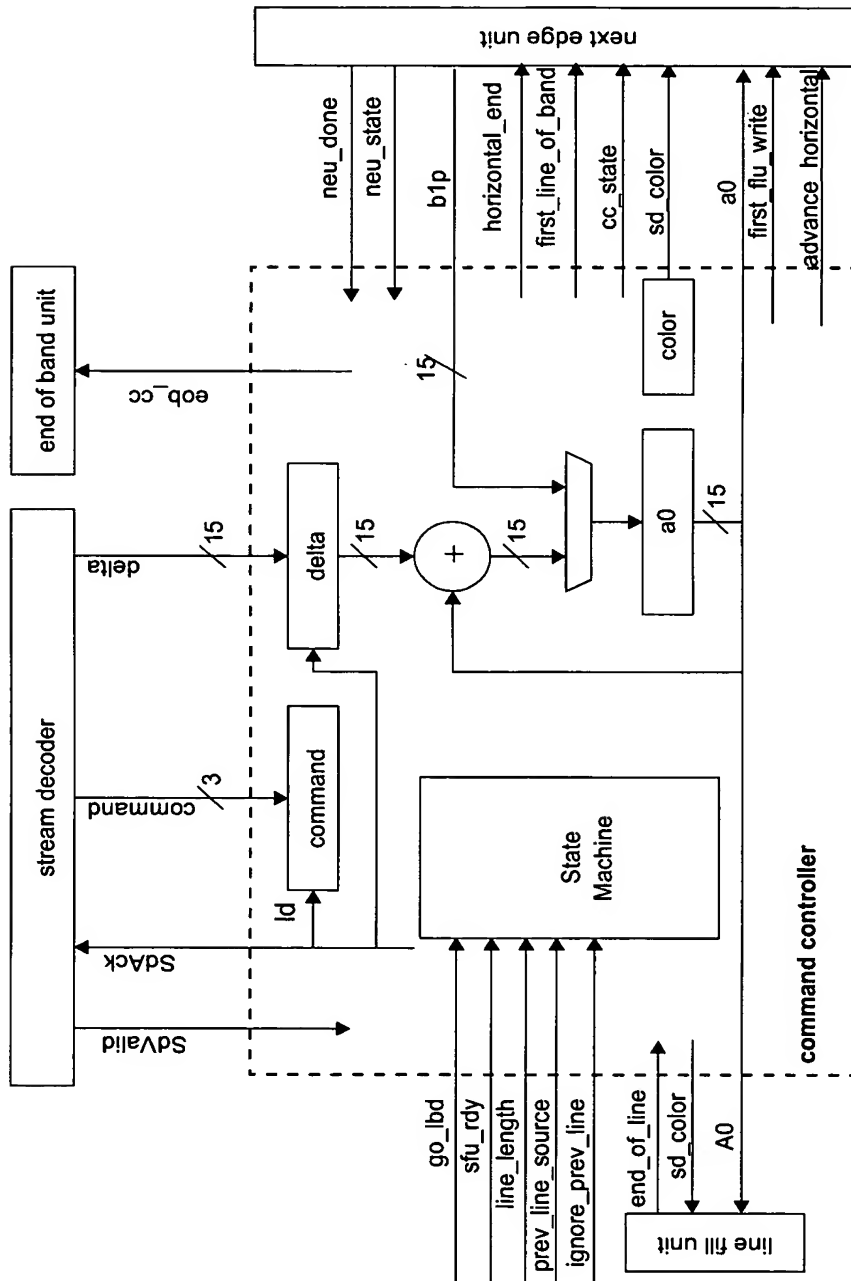 stream decoder
end of band unit
SdValid
SdAck
command
3
delta
15
eob_cc
ld
command
delta
15
+
15
15
a0
15
color
State
Machine
command controller
go_lbd
sfu_rdy
line_length
prev_line_source
ignore_prev_line
end_of_line
sd_color
A0
line fill unit
neu_done
neu_state
b1p
horizontal_end
first_line_of_band
cc_state
sd_color
a0
first_flu_write
advance_horizontal
next edge unit